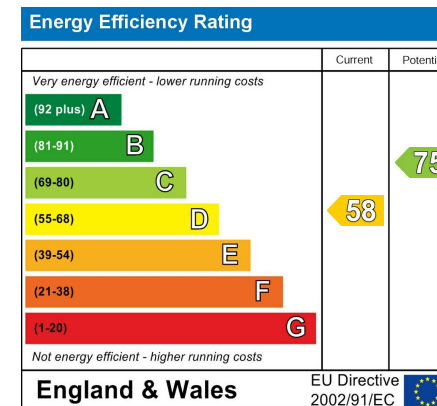 Energy Efficiency Rating
Current Potenti
Very energy efficient - lower running costs
(92 plus) A
(81-91) B
(69-80) C
75
(55-68) D
58
(39-54) E
(21-38) F
(1-20) G
Not energy efficient - higher running costs
England & Wales
EU Directive
2002/91/EC